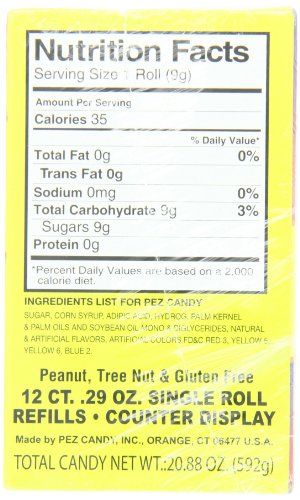 Nutrition Facts
Serving Size 1 Roll (9g)
Amount Per Serving
Calories 35
% Daily Value*
Total Fat 0g 0%
Trans Fat 0g
Sodium 0mg 0%
Total Carbohydrate 9g 3%
Sugars 9g
Protein 0g
*Percent Daily Values are based on a 2,000
calorie diet.
INGREDIENTS LIST FOR PEZ CANDY
SUGAR, CORN SYRUP, ADIPIC ACID, HYDROG. PALM KERNEL
& PALM OILS AND SOYBEAN OIL MONO & DIGLYCERIDES, NATURAL
& ARTIFICIAL FLAVORS, ARTIFICIAL COLORS FD&C RED 3, YELLOW 5,
YELLOW 6, BLUE 2.
Peanut, Tree Nut & Gluten Free
12 CT. .29 OZ. SINGLE ROLL
REFILLS • COUNTER DISPLAY
Made by PEZ CANDY, INC., ORANGE, CT 06477 U.S.A.
TOTAL CANDY NET WT.:20.88 OZ. (592g)